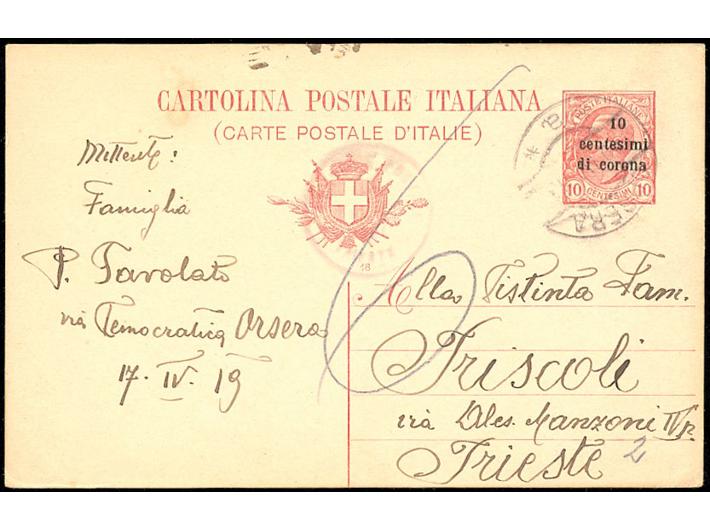 CARTOLINA POSTALE ITALIANA
(CARTE POSTALE D'ITALIE)
POSTE ITALIANE
10
centesimi
di corona
10 CENTESIMI 10
Mittente:
Famiglia
P. Tavolato
via Democratica Orsera
17. IV. 19
18
Alla Distinta Fam.
Triscoli
via Ales. Manzoni
Trieste 2